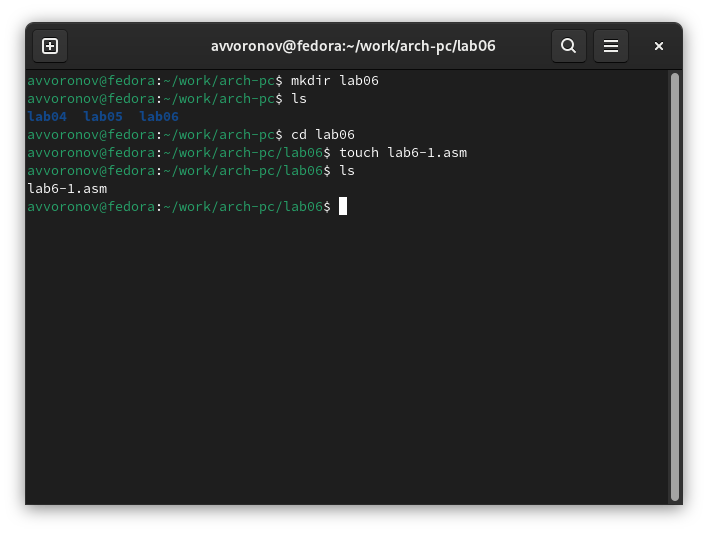 avvoronov@fedora:~/work/arch-pc/lab06
avvoronov@fedora:~/work/arch-pc$ mkdir lab06
avvoronov@fedora:~/work/arch-pc$ ls
lab04  lab05  lab06
avvoronov@fedora:~/work/arch-pc$ cd lab06
avvoronov@fedora:~/work/arch-pc/lab06$ touch lab6-1.asm
avvoronov@fedora:~/work/arch-pc/lab06$ ls
lab6-1.asm
avvoronov@fedora:~/work/arch-pc/lab06$